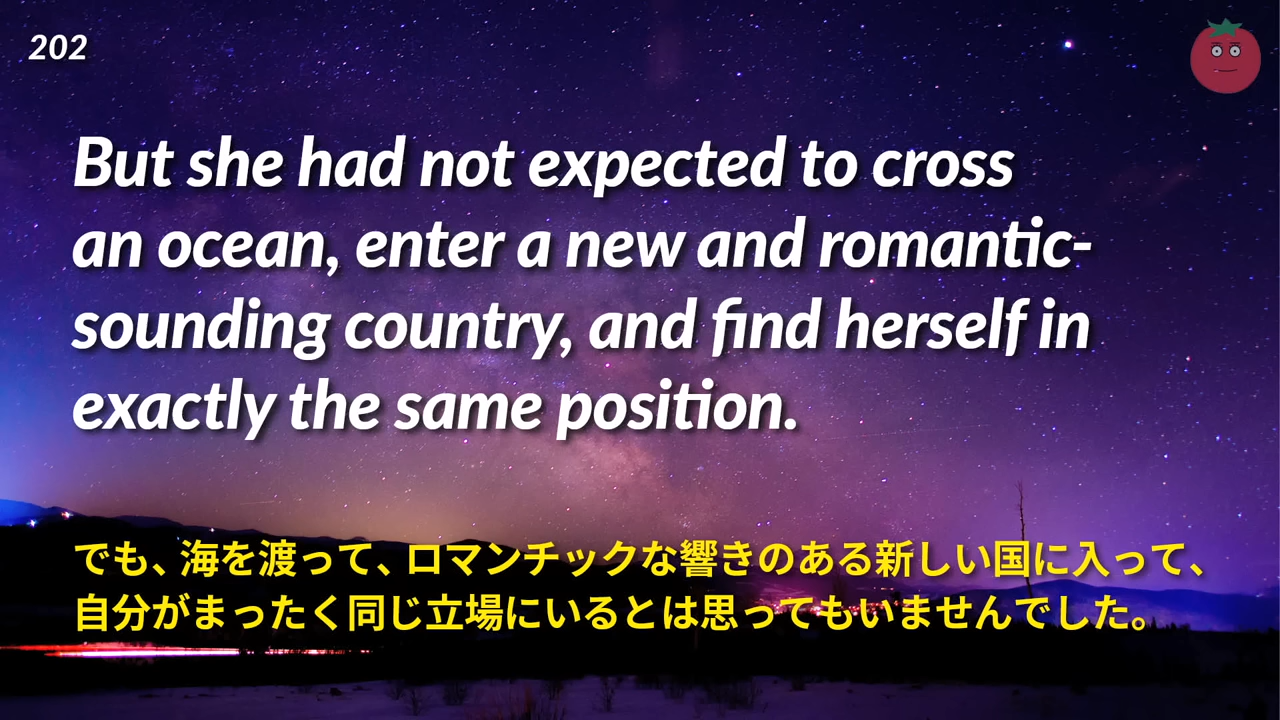 202
But she had not expected to cross
an ocean, enter a new and romantic-
sounding country, and find herself in
exactly the same position.
でも、海を渡って、ロマンチックな響きのある新しい国に入って、
自分がまったく同じ立場にいるとは思ってもいませんでした。